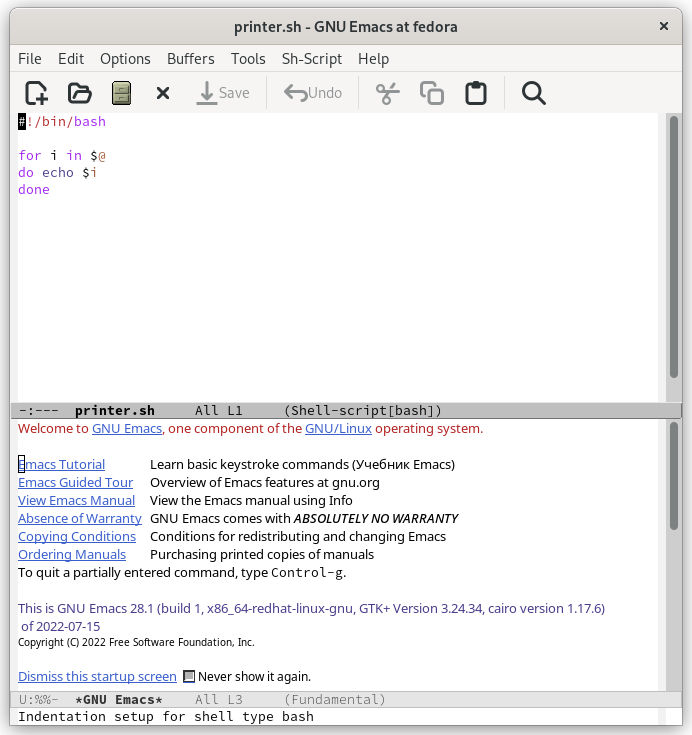 printer.sh - GNU Emacs at fedora
File Edit Options Buffers Tools Sh-Script Help
Save Undo
#!/bin/bash
for i in $@
do echo $i
done
-:--- printer.sh All L1 (Shell-script[bash])
Welcome to GNU Emacs, one component of the GNU/Linux operating system.
Emacs Tutorial Learn basic keystroke commands (Учебник Emacs)
Emacs Guided Tour Overview of Emacs features at gnu.org
View Emacs Manual View the Emacs manual using Info
Absence of Warranty GNU Emacs comes with ABSOLUTELY NO WARRANTY
Copying Conditions Conditions for redistributing and changing Emacs
Ordering Manuals Purchasing printed copies of manuals
To quit a partially entered command, type Control-g.
This is GNU Emacs 28.1 (build 1, x86_64-redhat-linux-gnu, GTK+ Version 3.24.34, cairo version 1.17.6)
of 2022-07-15
Copyright (C) 2022 Free Software Foundation, Inc.
Dismiss this startup screen Never show it again.
U:%%- *GNU Emacs* All L3 (Fundamental)
Indentation setup for shell type bash